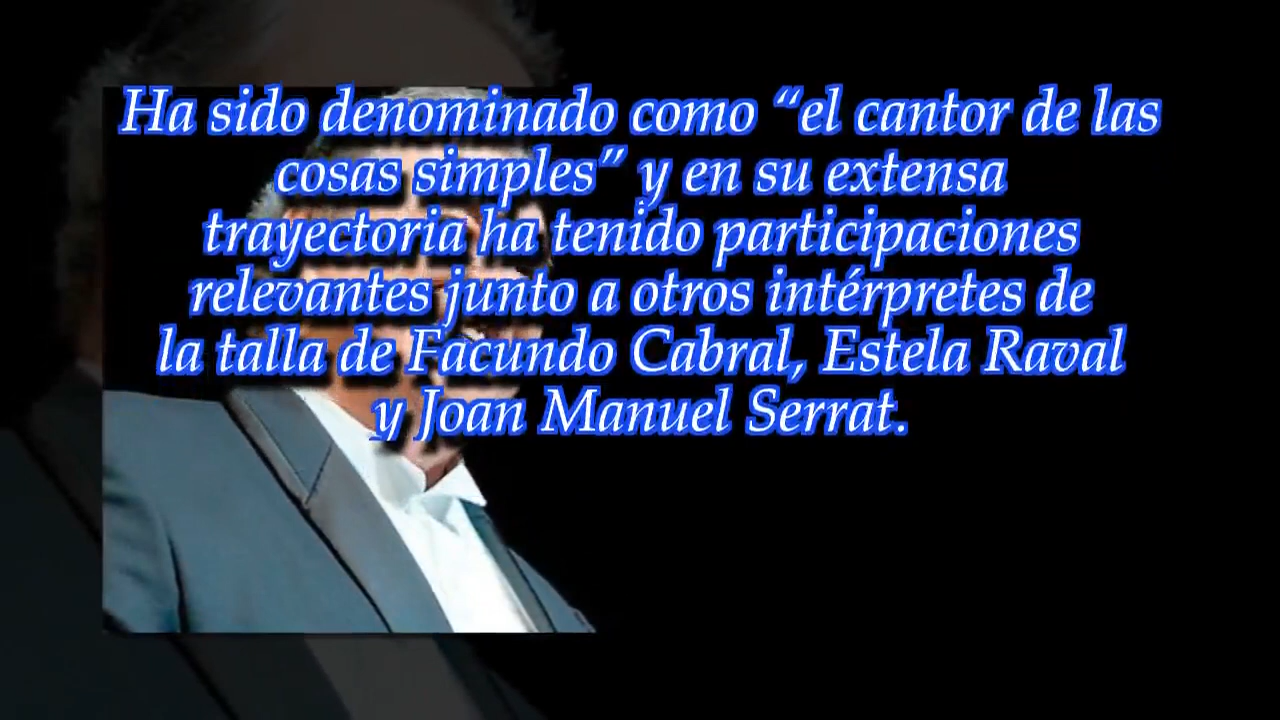 Ha sido denominado como “el cantor de las
cosas simples” y en su extensa
trayectoria ha tenido participaciones
relevantes junto a otros intérpretes de
la talla de Facundo Cabral, Estela Raval
y Joan Manuel Serrat.